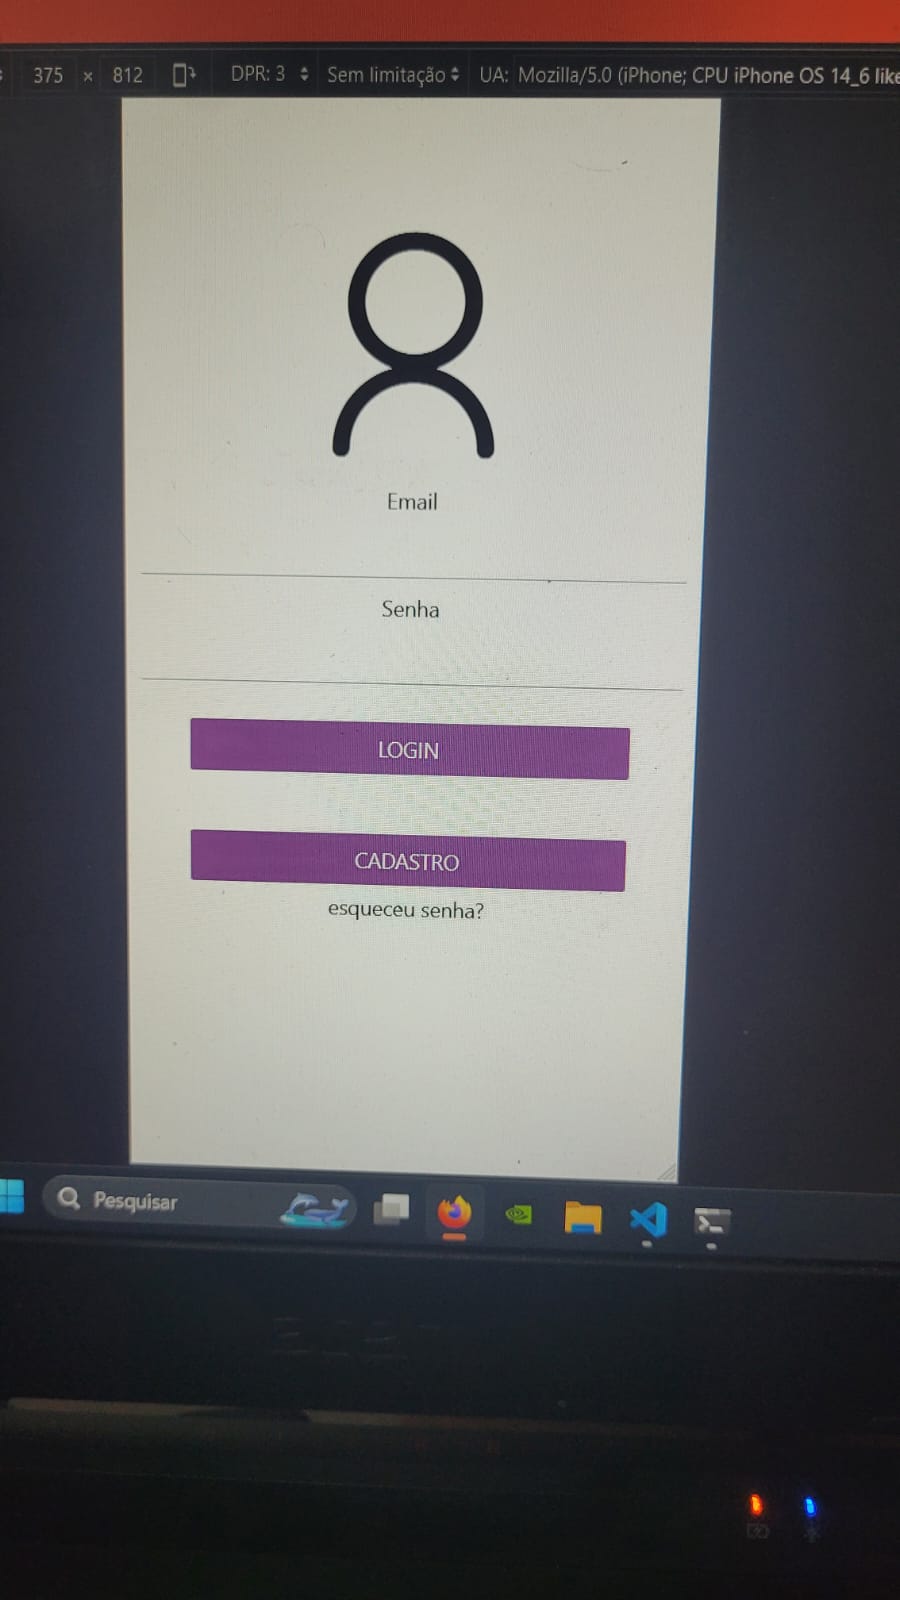 375 × 812 DPR: 3 Sem limitação UA: Mozilla/5.0 (iPhone; CPU iPhone OS 14_6 like
Email
Senha
LOGIN
CADASTRO
esqueceu senha?
Pesquisar